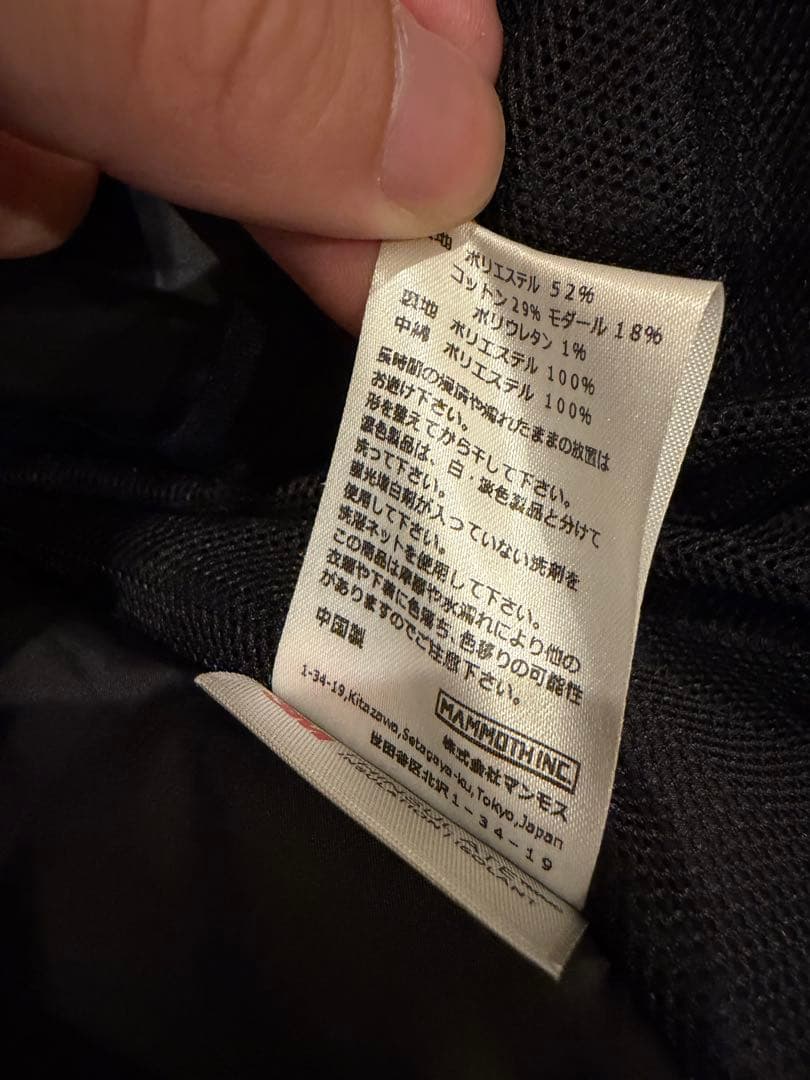 地 ポリエステル 52%
コットン 29% モダール 18%
ポリウレタン 1%
裏地 ポリエステル 100%
中綿 ポリエステル 100%
長時間の浸漬や濡れたままの放置は
お避け下さい。
形を整えてから干して下さい。
濃色製品は、白・淡色製品と分けて
洗って下さい。
蛍光増白剤が入っていない洗剤を
使用して下さい。
洗濯ネットを使用して下さい。
この商品は摩擦や水濡れにより他の
衣類や下着に色落ち、色移りの可能性
がありますのでご注意下さい。
中国製
MAMMOTH INC.
株式会社マンモス
1-34-19,Kitazawa,Setagaya-ku,Tokyo,Japan
世田谷区北沢1-34-19
INSULATION / ISOLANT